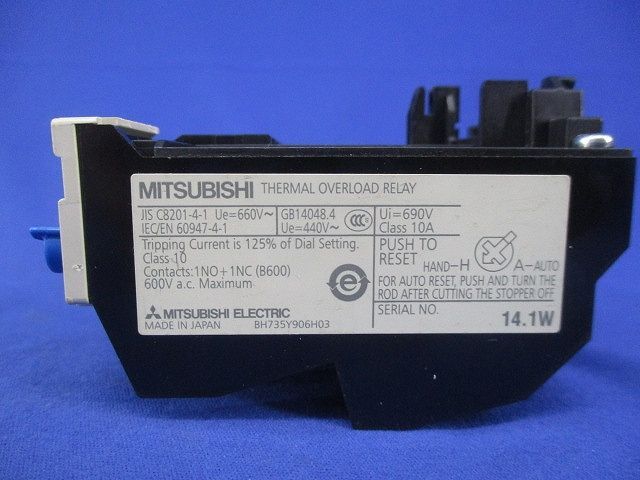 MITSUBISHI THERMAL OVERLOAD RELAY
JIS C8201-4-1 Ue=660V~
IEC/EN 60947-4-1
GB14048.4
Ue=440V~
CCC
Ui=690V
Class 10A
Tripping Current is 125% of Dial Setting.
Class 10
Contacts:1NO+1NC (B600)
600V a.c. Maximum
PUSH TO
RESET
HAND-H A-AUTO
FOR AUTO RESET, PUSH AND TURN THE
ROD AFTER CUTTING THE STOPPER OFF
MITSUBISHI ELECTRIC
MADE IN JAPAN BH735Y906H03
SERIAL NO.
14.1W